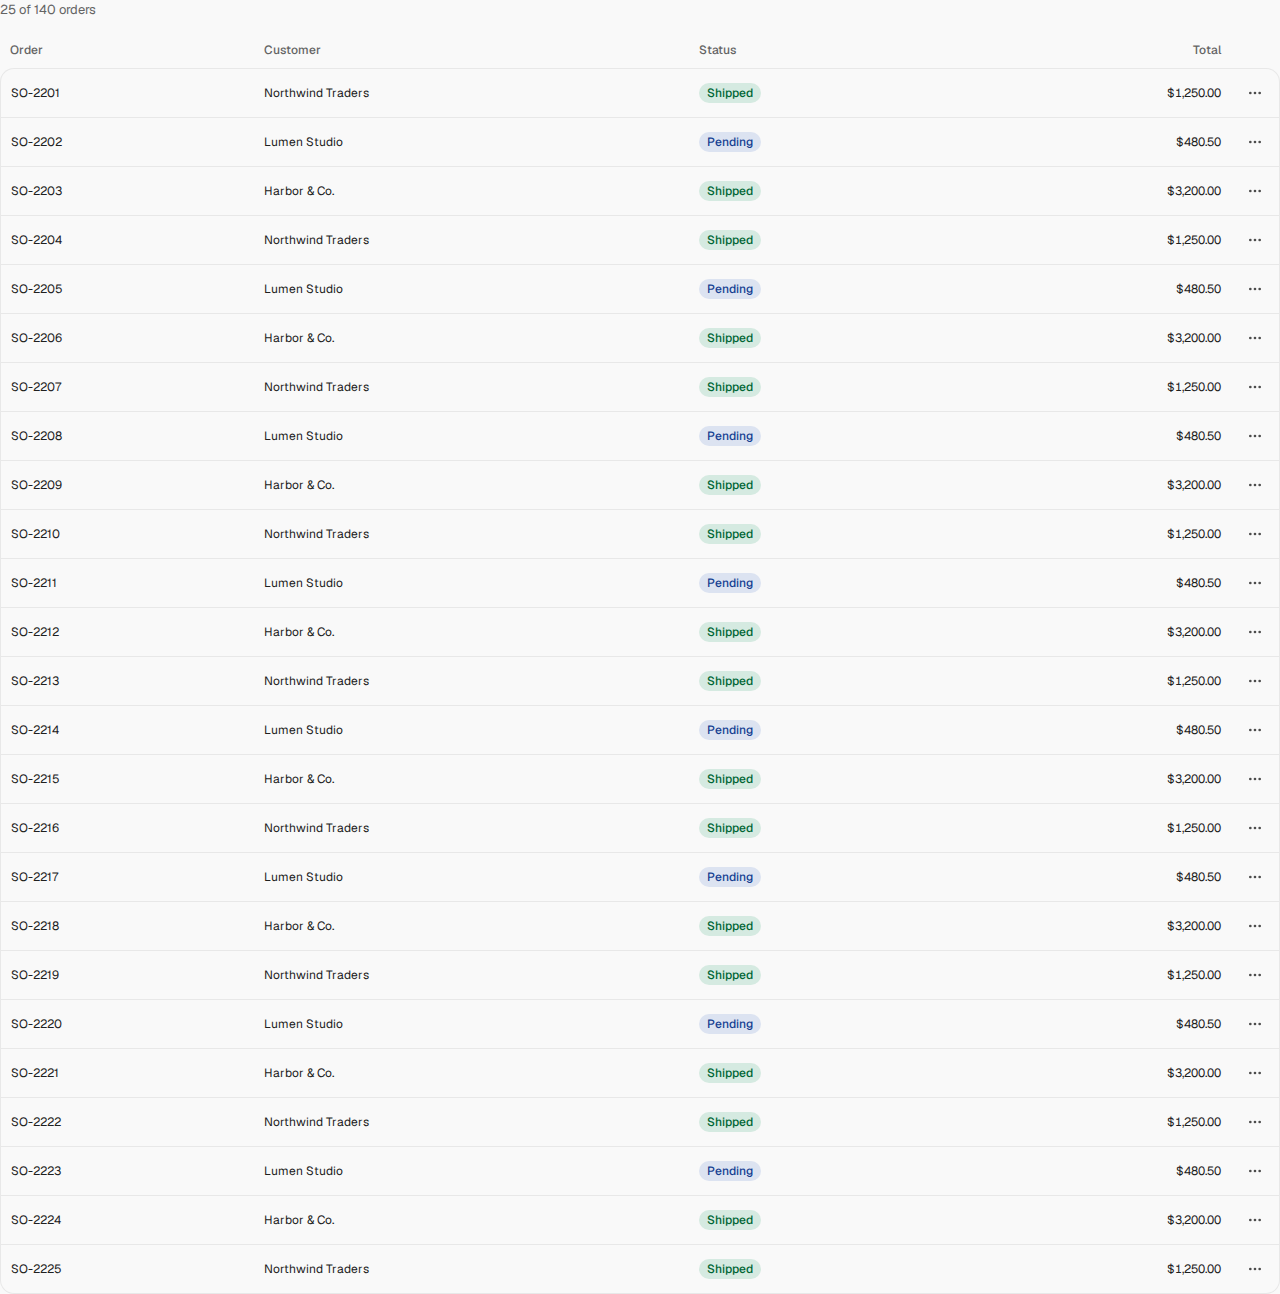 25 of 140 orders
Order Customer Status Total
SO-2201 Northwind Traders Shipped $1,250.00
SO-2202 Lumen Studio Pending $480.50
SO-2203 Harbor & Co. Shipped $3,200.00
SO-2204 Northwind Traders Shipped $1,250.00
SO-2205 Lumen Studio Pending $480.50
SO-2206 Harbor & Co. Shipped $3,200.00
SO-2207 Northwind Traders Shipped $1,250.00
SO-2208 Lumen Studio Pending $480.50
SO-2209 Harbor & Co. Shipped $3,200.00
SO-2210 Northwind Traders Shipped $1,250.00
SO-2211 Lumen Studio Pending $480.50
SO-2212 Harbor & Co. Shipped $3,200.00
SO-2213 Northwind Traders Shipped $1,250.00
SO-2214 Lumen Studio Pending $480.50
SO-2215 Harbor & Co. Shipped $3,200.00
SO-2216 Northwind Traders Shipped $1,250.00
SO-2217 Lumen Studio Pending $480.50
SO-2218 Harbor & Co. Shipped $3,200.00
SO-2219 Northwind Traders Shipped $1,250.00
SO-2220 Lumen Studio Pending $480.50
SO-2221 Harbor & Co. Shipped $3,200.00
SO-2222 Northwind Traders Shipped $1,250.00
SO-2223 Lumen Studio Pending $480.50
SO-2224 Harbor & Co. Shipped $3,200.00
SO-2225 Northwind Traders Shipped $1,250.00